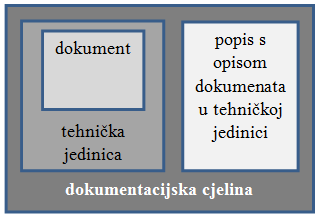 dokument
tehnička
jedinica
popis s
opisom
dokumenata
u tehničkoj
jedinici
dokumentacijska cjelina